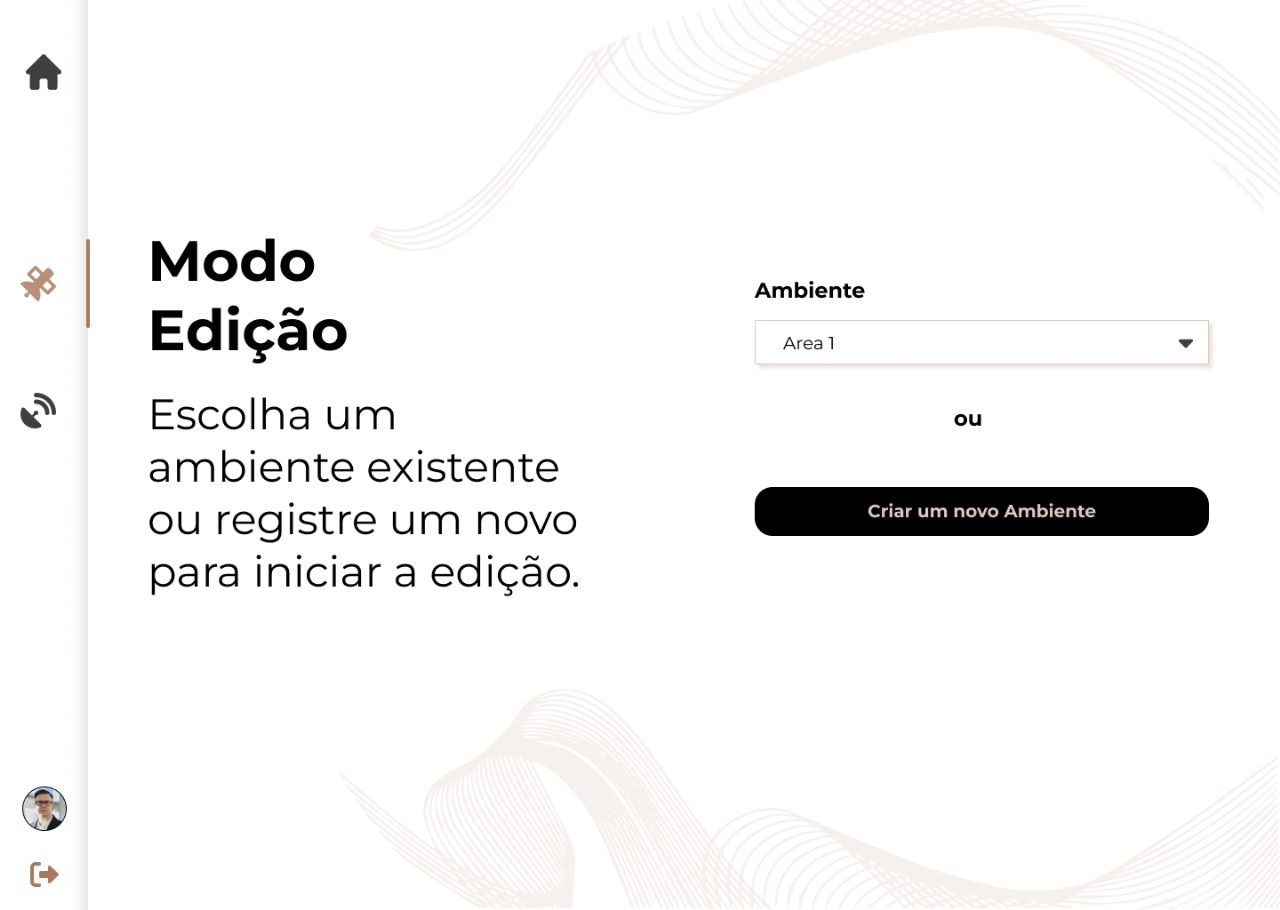 Modo
Edição
Escolha um
ambiente existente
ou registre um novo
para iniciar a edição.
Ambiente
Area 1
ou
Criar um novo Ambiente